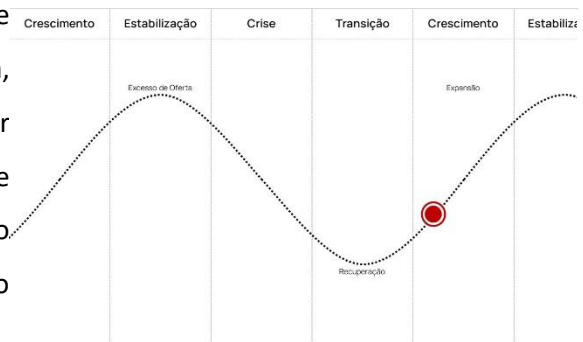 Crescimento Estabilização Crise Transição Crescimento
Excesso de Oferta
Expansão
Recuperação